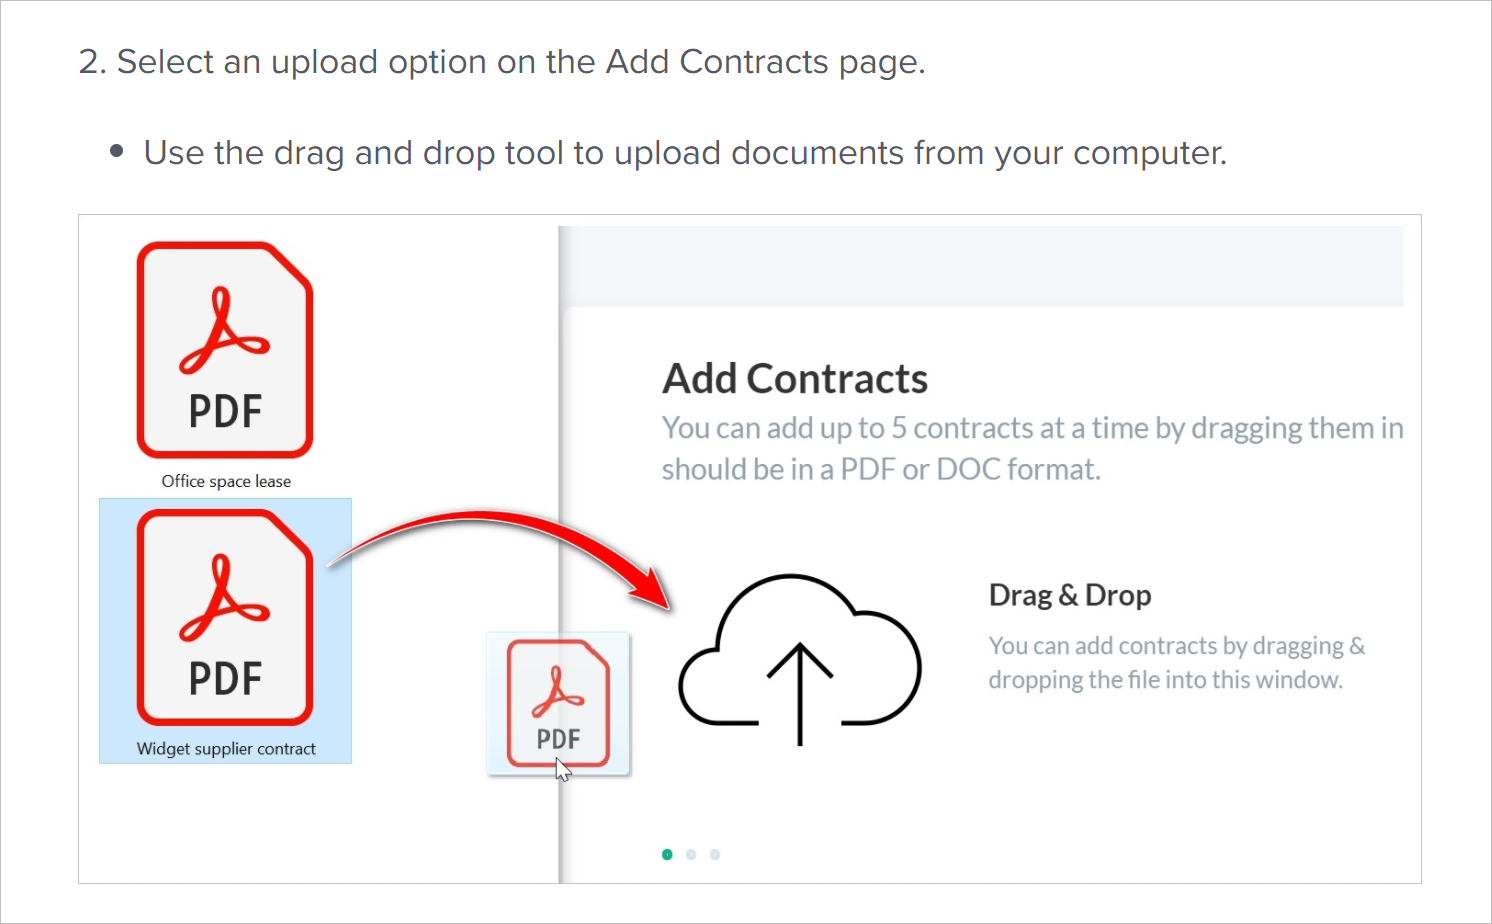 2. Select an upload option on the Add Contracts page.
• Use the drag and drop tool to upload documents from your computer.
PDF
Office space lease
PDF
Widget supplier contract
PDF
Add Contracts
You can add up to 5 contracts at a time by dragging them in
should be in a PDF or DOC format.
Drag & Drop
You can add contracts by dragging &
dropping the file into this window.